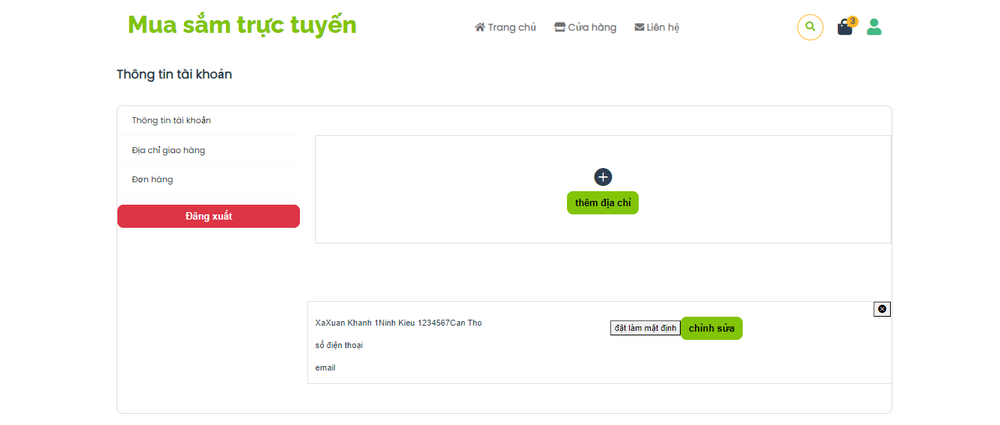 Mua sắm trực tuyến
Trang chủ
Cửa hàng
Liên hệ
3
Thông tin tài khoản
Thông tin tài khoản
Địa chỉ giao hàng
Đơn hàng
Đăng xuất
thêm địa chỉ
XaXuan Khanh 1Ninh Kieu 1234567Can Tho
đặt làm mặt định
chỉnh sửa
số điện thoại
email